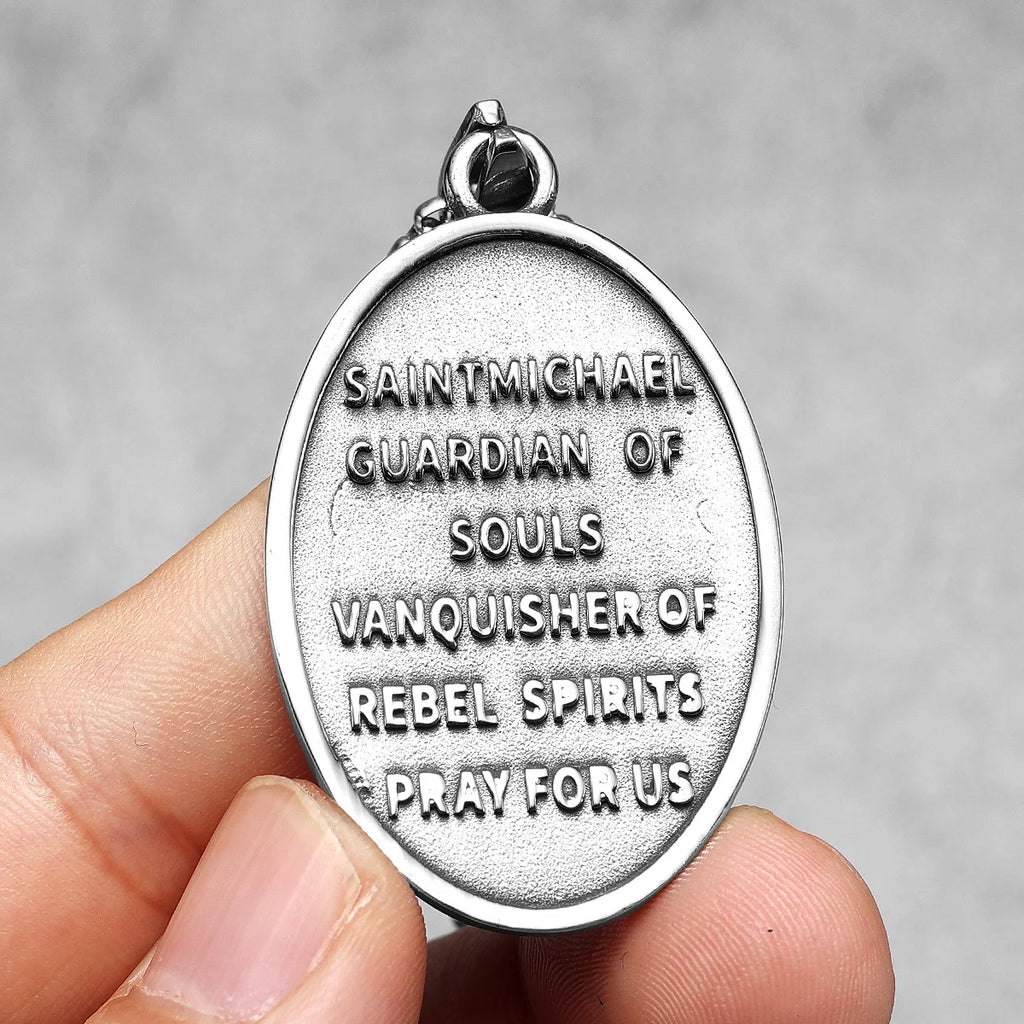 SAINTMICHAEL
GUARDIAN OF
SOULS
VANQUISHER OF
REBEL SPIRITS
PRAY FOR US